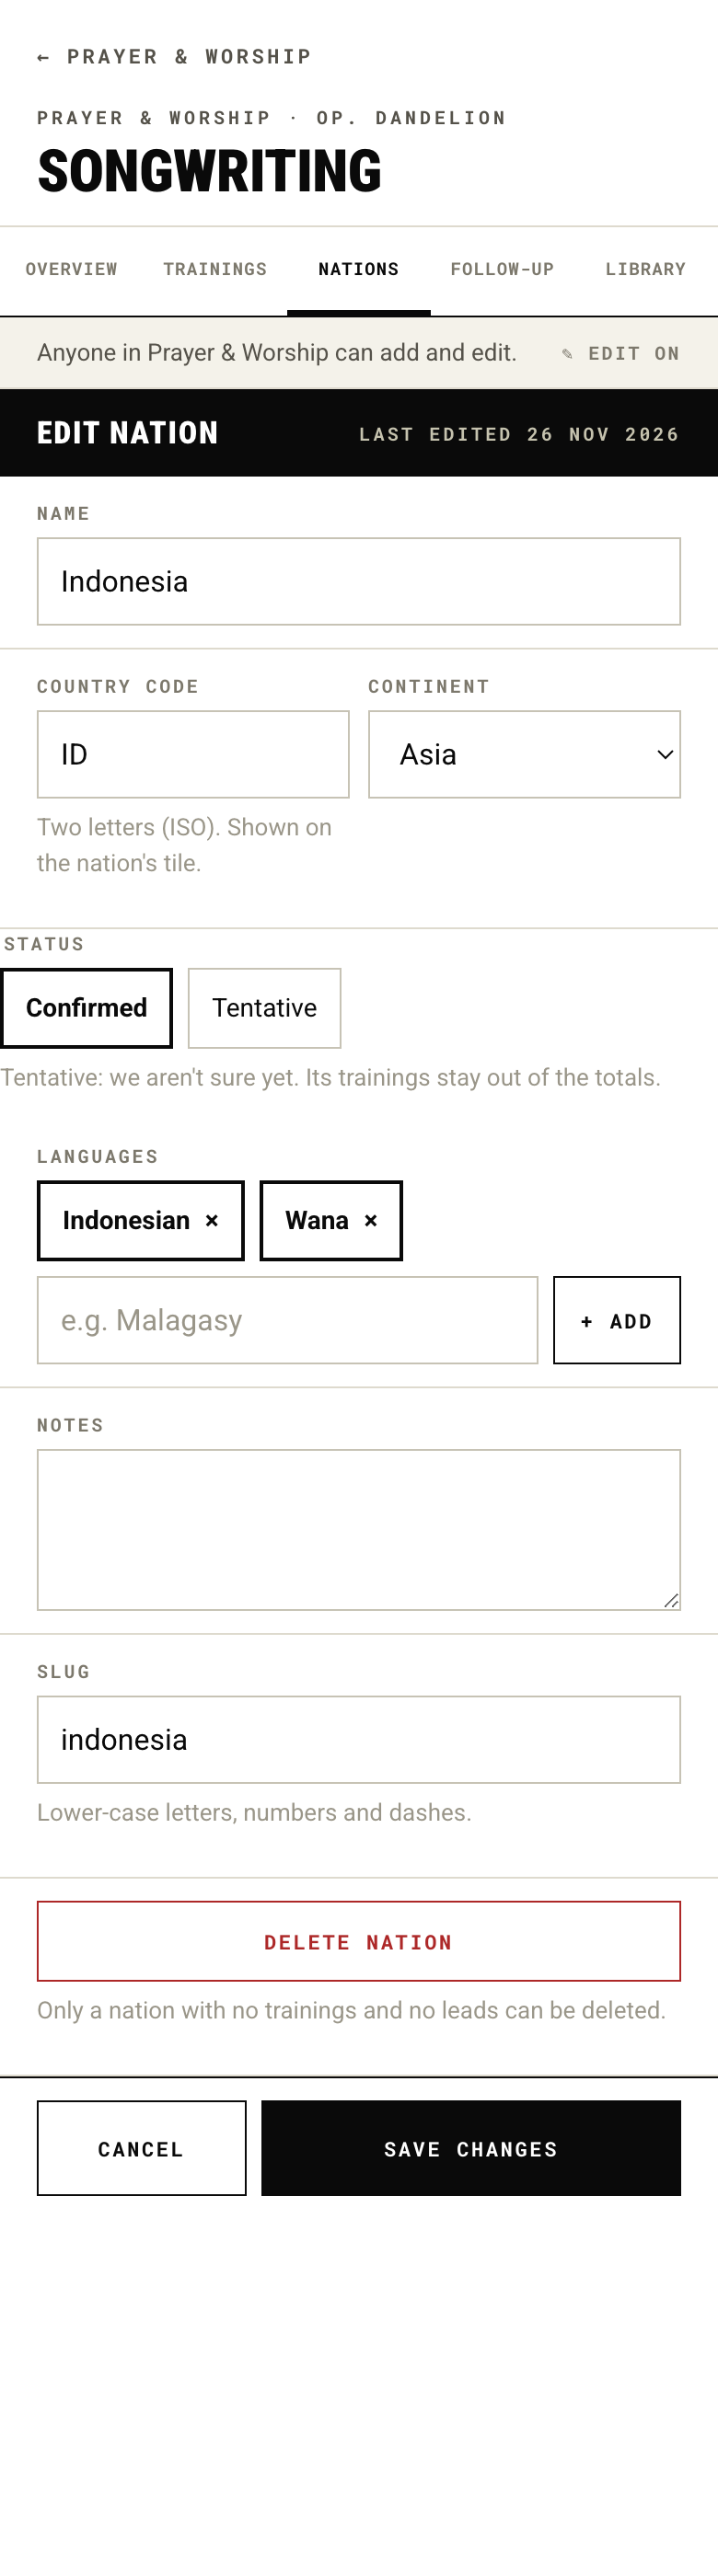 ← PRAYER & WORSHIP
PRAYER & WORSHIP · OP. DANDELION
SONGWRITING
OVERVIEW TRAININGS NATIONS FOLLOW-UP LIBRARY
Anyone in Prayer & Worship can add and edit. ✎ EDIT ON
EDIT NATION LAST EDITED 26 NOV 2026
NAME
Indonesia
COUNTRY CODE CONTINENT
ID Asia
Two letters (ISO). Shown on
the nation's tile.
STATUS
Confirmed Tentative
Tentative: we aren't sure yet. Its trainings stay out of the totals.
LANGUAGES
Indonesian × Wana ×
e.g. Malagasy + ADD
NOTES
SLUG
indonesia
Lower-case letters, numbers and dashes.
DELETE NATION
Only a nation with no trainings and no leads can be deleted.
CANCEL SAVE CHANGES